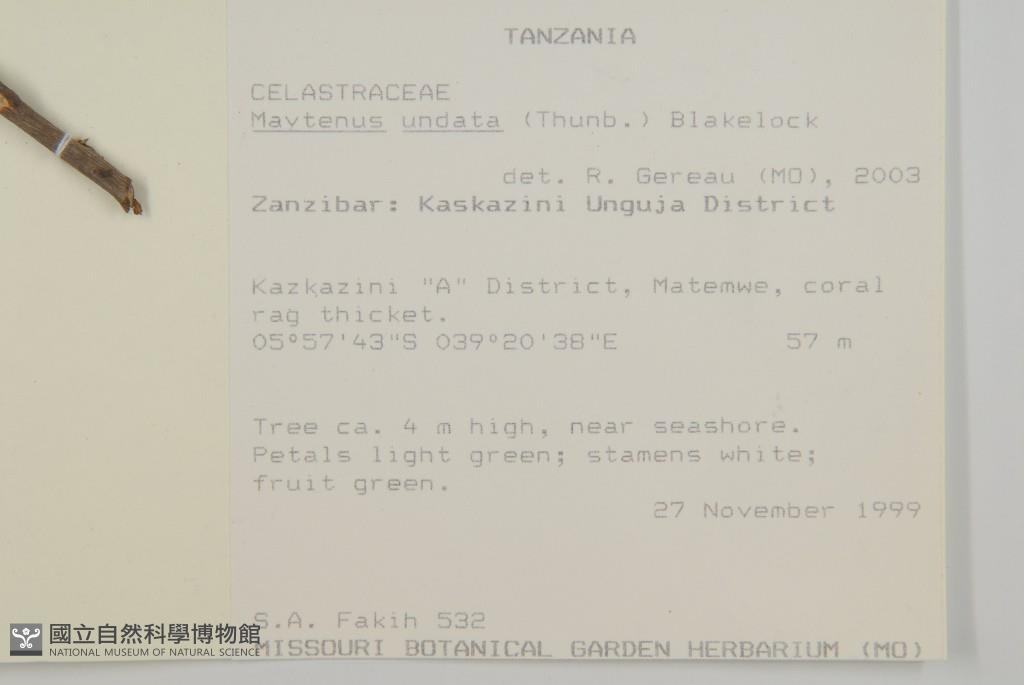 TANZANIA
CELASTRACEAE
Maytenus undata (Thunb.) Blakelock
det. R. Gereau (MO), 2003
Zanzibar: Kaskazini Unguja District
Kazkazini "A" District, Matemwe, coral
rag thicket.
05°57'43"S 039°20'38"E 57 m
Tree ca. 4 m high, near seashore.
Petals light green; stamens white;
fruit green.
27 November 1999
S.A. Fakih 532
MISSOURI BOTANICAL GARDEN HERBARIUM (MO)
國立自然科學博物館
NATIONAL MUSEUM OF NATURAL SCIENCE